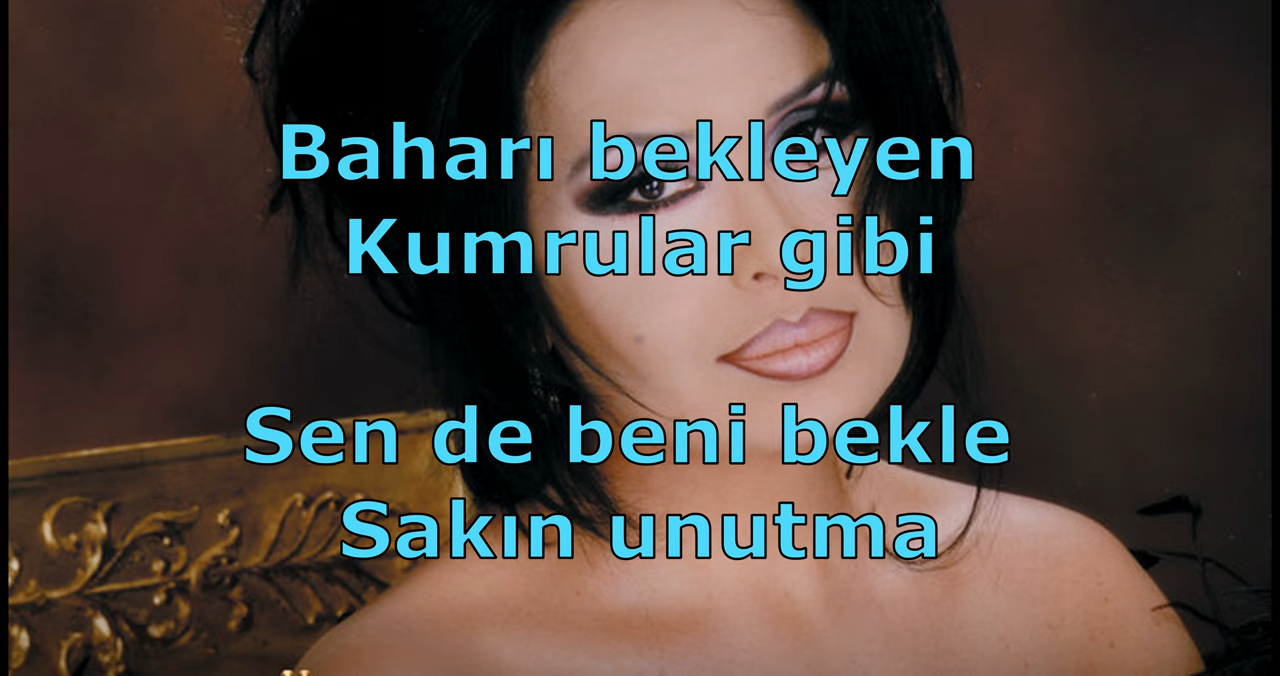 Baharı bekleyen
Kumrular gibi
Sen de beni bekle
Sakın unutma